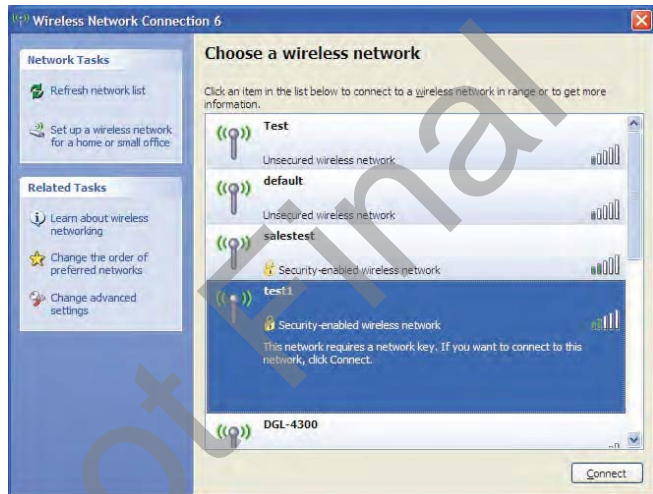 Wireless Network Connection 6
Network Tasks
Refresh network list
Set up a wireless network
for a home or small office
Related Tasks
Learn about wireless
networking
Change the order of
preferred networks
Change advanced
settings
Choose a wireless network
Click an item in the list below to connect to a wireless network in range or to get more
information.
Test
Unsecured wireless network
default
Unsecured wireless network
salestest
Security-enabled wireless network
test1
Security-enabled wireless network
This network requires a network key. If you want to connect to this
network, click Connect.
DGL-4300
Connect
ot Final